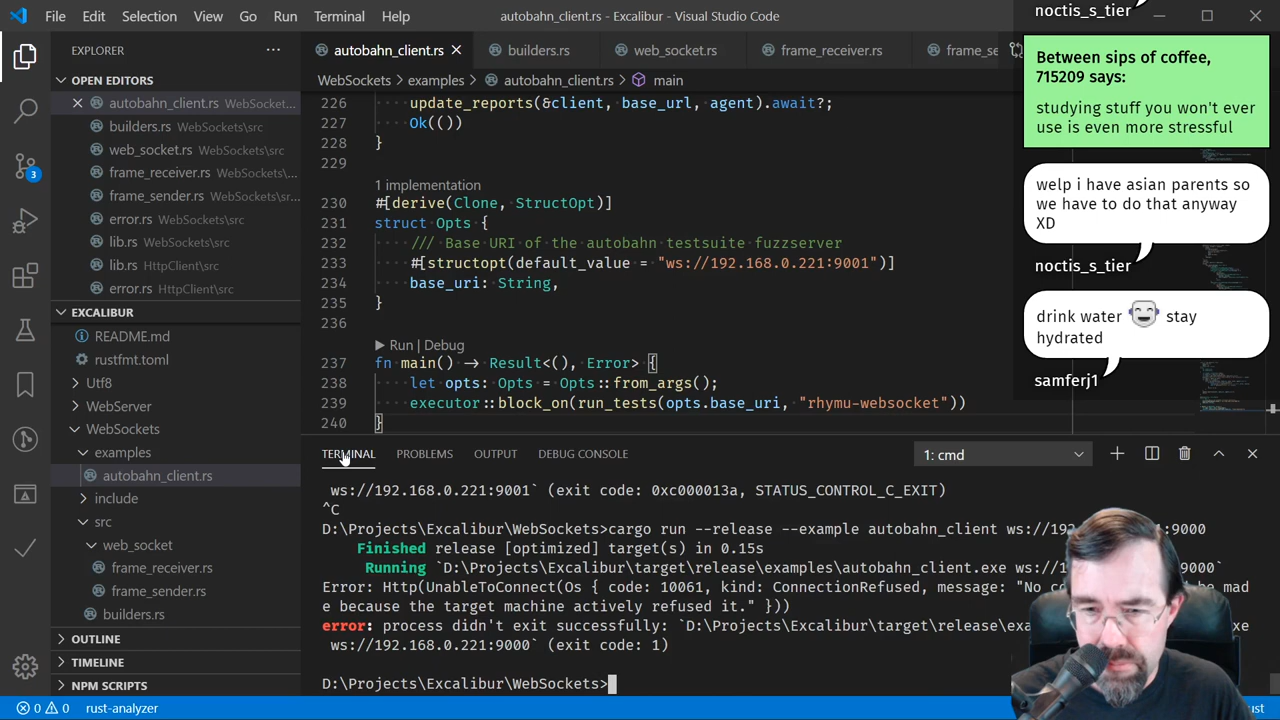 File Edit Selection View Go Run Terminal Help
autobahn_client.rs - Excalibur - Visual Studio Code
noctis_s_tier
EXPLORER
autobahn_client.rs
builders.rs
web_socket.rs
frame_receiver.rs
frame_se
OPEN EDITORS
autobahn_client.rs WebSocket...
builders.rs WebSockets\src
web_socket.rs WebSockets\src
frame_receiver.rs WebSockets\...
frame_sender.rs WebSockets\sr...
error.rs WebSockets\src
lib.rs WebSockets\src
lib.rs HttpClient\src
error.rs HttpClient\src
EXCALIBUR
README.md
rustfmt.toml
Utf8
WebServer
WebSockets
examples
autobahn_client.rs
include
src
web_socket
frame_receiver.rs
frame_sender.rs
builders.rs
OUTLINE
TIMELINE
NPM SCRIPTS
3
WebSockets > examples > autobahn_client.rs > main
226 update_reports(&client, base_url, agent).await?;
227 Ok(())
228 }
229
1 implementation
230 #[derive(Clone, StructOpt)]
231 struct Opts {
232 /// Base URI of the autobahn testsuite fuzzserver
233 #[structopt(default_value = "ws://192.168.0.221:9001")]
234 base_uri: String,
235 }
236
Run | Debug
237 fn main() → Result<(), Error> {
238 let opts: Opts = Opts::from_args();
239 executor::block_on(run_tests(opts.base_uri, "rhymu-websocket"))
240 }
TERMINAL PROBLEMS OUTPUT DEBUG CONSOLE
1: cmd
ws://192.168.0.221:9001` (exit code: 0xc000013a, STATUS_CONTROL_C_EXIT)
^C
D:\Projects\Excalibur\WebSockets>cargo run --release --example autobahn_client ws://19 :9000
Finished release [optimized] target(s) in 0.15s
Running `D:\Projects\Excalibur\target\release\examples\autobahn_client.exe ws://192 `
Error: Http(UnableToConnect(Os { code: 10061, kind: ConnectionRefused, message: "No co mad
e because the target machine actively refused it." }))
error: process didn't exit successfully: `D:\Projects\Excalibur\target\release\exa xe
ws://192.168.0.221:9000` (exit code: 1)
D:\Projects\Excalibur\WebSockets>
0 0 rust-analyzer
Between sips of coffee,
715209 says:
studying stuff you won't ever
use is even more stressful
welp i have asian parents so
we have to do that anyway
XD
noctis_s_tier
drink water stay
hydrated
samferj1